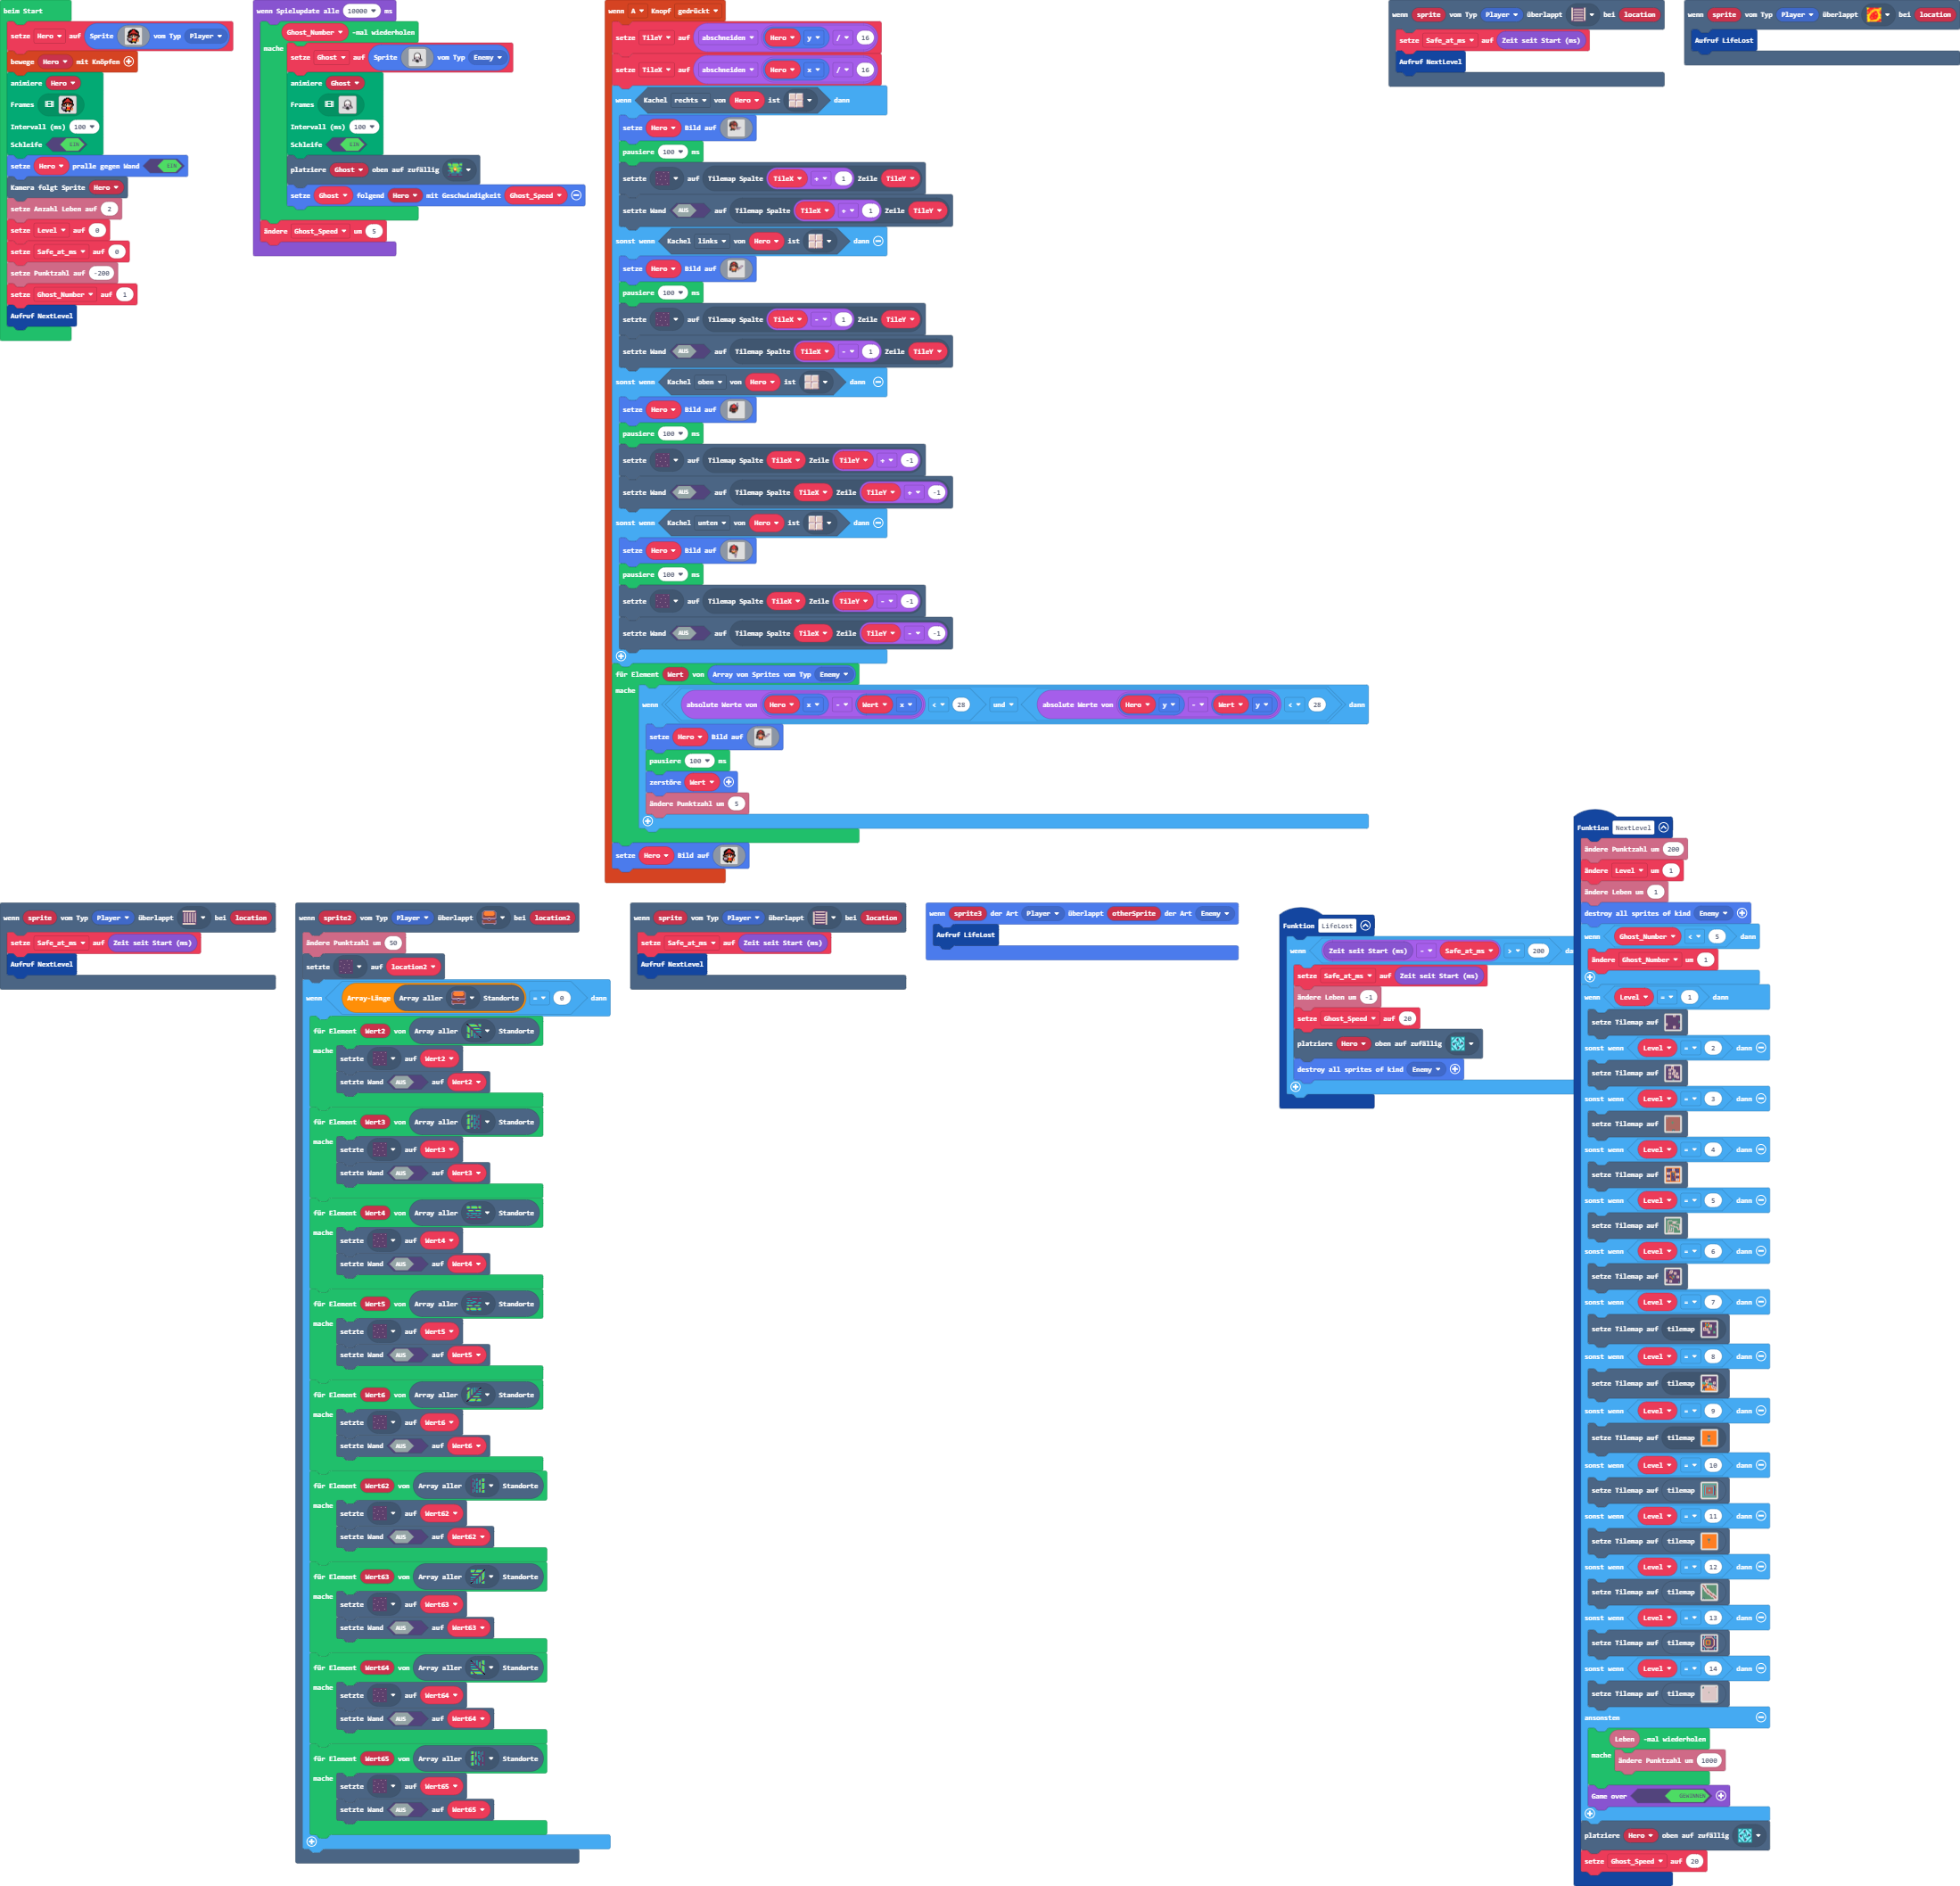 beim Start
setze Hero auf Sprite vom Typ Player
bewege Hero mit Knöpfen
animiere Hero
Frames
Intervall (ms) 100
Schleife EIN
setze Hero pralle gegen Wand EIN
Kamera folgt Sprite Hero
setze Anzahl Leben auf 2
setze Level auf 0
setze Safe_at_ms auf 0
setze Punktzahl auf -200
setze Ghost_Number auf 1
Aufruf NextLevel
wenn Spielupdate alle 10000 ms
Ghost_Number -mal wiederholen
mache
setze Ghost auf Sprite vom Typ Enemy
animiere Ghost
Frames
Intervall (ms) 100
Schleife EIN
platziere Ghost oben auf zufällig
setze Ghost folgend Hero mit Geschwindigkeit Ghost_Speed
ändere Ghost_Speed um 5
wenn A Knopf gedrückt
setze TileY auf abschneiden Hero y / 16
setze TileX auf abschneiden Hero x / 16
wenn Kachel rechts von Hero ist dann
setze Hero Bild auf
pausiere 100 ms
setzte auf Tilemap Spalte TileX + 1 Zeile TileY
setzte Wand AUS auf Tilemap Spalte TileX + 1 Zeile TileY
sonst wenn Kachel links von Hero ist dann
setze Hero Bild auf
pausiere 100 ms
setzte auf Tilemap Spalte TileX - 1 Zeile TileY
setzte Wand AUS auf Tilemap Spalte TileX - 1 Zeile TileY
sonst wenn Kachel oben von Hero ist dann
setze Hero Bild auf
pausiere 100 ms
setzte auf Tilemap Spalte TileX Zeile TileY + -1
setzte Wand AUS auf Tilemap Spalte TileX Zeile TileY + -1
sonst wenn Kachel unten von Hero ist dann
setze Hero Bild auf
pausiere 100 ms
setzte auf Tilemap Spalte TileX Zeile TileY - -1
setzte Wand AUS auf Tilemap Spalte TileX Zeile TileY - -1
für Element Wert von Array von Sprites vom Typ Enemy
mache
wenn absolute Werte von Hero x - Wert x < 28 und absolute Werte von Hero y - Wert y < 28 dann
setze Hero Bild auf
pausiere 100 ms
zerstöre Wert
ändere Punktzahl um 5
setze Hero Bild auf
wenn sprite vom Typ Player überlappt bei location
setze Safe_at_ms auf Zeit seit Start (ms)
Aufruf NextLevel
wenn sprite vom Typ Player überlappt bei location
Aufruf LifeLost
wenn sprite vom Typ Player überlappt bei location
setze Safe_at_ms auf Zeit seit Start (ms)
Aufruf NextLevel
wenn sprite2 vom Typ Player überlappt bei location2
ändere Punktzahl um 50
setzte auf location2
wenn Array-Länge Array aller Standorte = 0 dann
für Element Wert2 von Array aller Standorte
mache
setzte auf Wert2
setzte Wand AUS auf Wert2
für Element Wert3 von Array aller Standorte
mache
setzte auf Wert3
setzte Wand AUS auf Wert3
für Element Wert4 von Array aller Standorte
mache
setzte auf Wert4
setzte Wand AUS auf Wert4
für Element Wert5 von Array aller Standorte
mache
setzte auf Wert5
setzte Wand AUS auf Wert5
für Element Wert6 von Array aller Standorte
mache
setzte auf Wert6
setzte Wand AUS auf Wert6
für Element Wert62 von Array aller Standorte
mache
setzte auf Wert62
setzte Wand AUS auf Wert62
für Element Wert63 von Array aller Standorte
mache
setzte auf Wert63
setzte Wand AUS auf Wert63
für Element Wert64 von Array aller Standorte
mache
setzte auf Wert64
setzte Wand AUS auf Wert64
für Element Wert65 von Array aller Standorte
mache
setzte auf Wert65
setzte Wand AUS auf Wert65
wenn sprite vom Typ Player überlappt bei location
setze Safe_at_ms auf Zeit seit Start (ms)
Aufruf NextLevel
wenn sprite3 der Art Player überlappt otherSprite der Art Enemy
Aufruf LifeLost
Funktion LifeLost
wenn Zeit seit Start (ms) - Safe_at_ms > 200
setze Safe_at_ms auf Zeit seit Start (ms)
ändere Leben um -1
setze Ghost_Speed auf 20
platziere Hero oben auf zufällig
destroy all sprites of kind Enemy
Funktion NextLevel
ändere Punktzahl um 200
ändere Level um 1
ändere Leben um 1
destroy all sprites of kind Enemy
wenn Ghost_Number < 5 dann
ändere Ghost_Number um 1
wenn Level = 1 dann
setze Tilemap auf
sonst wenn Level = 2 dann
setze Tilemap auf
sonst wenn Level = 3 dann
setze Tilemap auf
sonst wenn Level = 4 dann
setze Tilemap auf
sonst wenn Level = 5 dann
setze Tilemap auf
sonst wenn Level = 6 dann
setze Tilemap auf
sonst wenn Level = 7 dann
setze Tilemap auf tilemap
sonst wenn Level = 8 dann
setze Tilemap auf tilemap
sonst wenn Level = 9 dann
setze Tilemap auf tilemap
sonst wenn Level = 10 dann
setze Tilemap auf tilemap
sonst wenn Level = 11 dann
setze Tilemap auf tilemap
sonst wenn Level = 12 dann
setze Tilemap auf tilemap
sonst wenn Level = 13 dann
setze Tilemap auf tilemap
sonst wenn Level = 14 dann
setze Tilemap auf tilemap
ansonsten
Leben -mal wiederholen
mache
ändere Punktzahl um 1000
Game over GEWINNEN
platziere Hero oben auf zufällig
setze Ghost_Speed auf 20